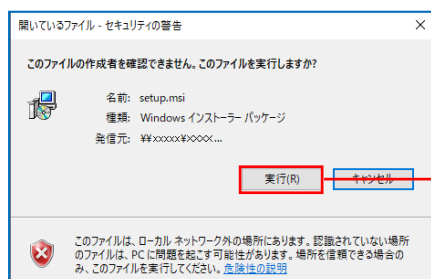 開いているファイル - セキュリティの警告
このファイルの作成者を確認できません。このファイルを実行しますか?
名前: setup.msi
種類: Windows インストーラー パッケージ
発信元: ¥¥xxxxx¥xxxx...
実行(R)
キャンセル
このファイルは、ローカル ネットワーク外の場所にあります。認識されていない場所
のファイルは、PC に問題を起こす可能性があります。場所を信頼できる場合の
み、このファイルを実行してください。危険性の説明